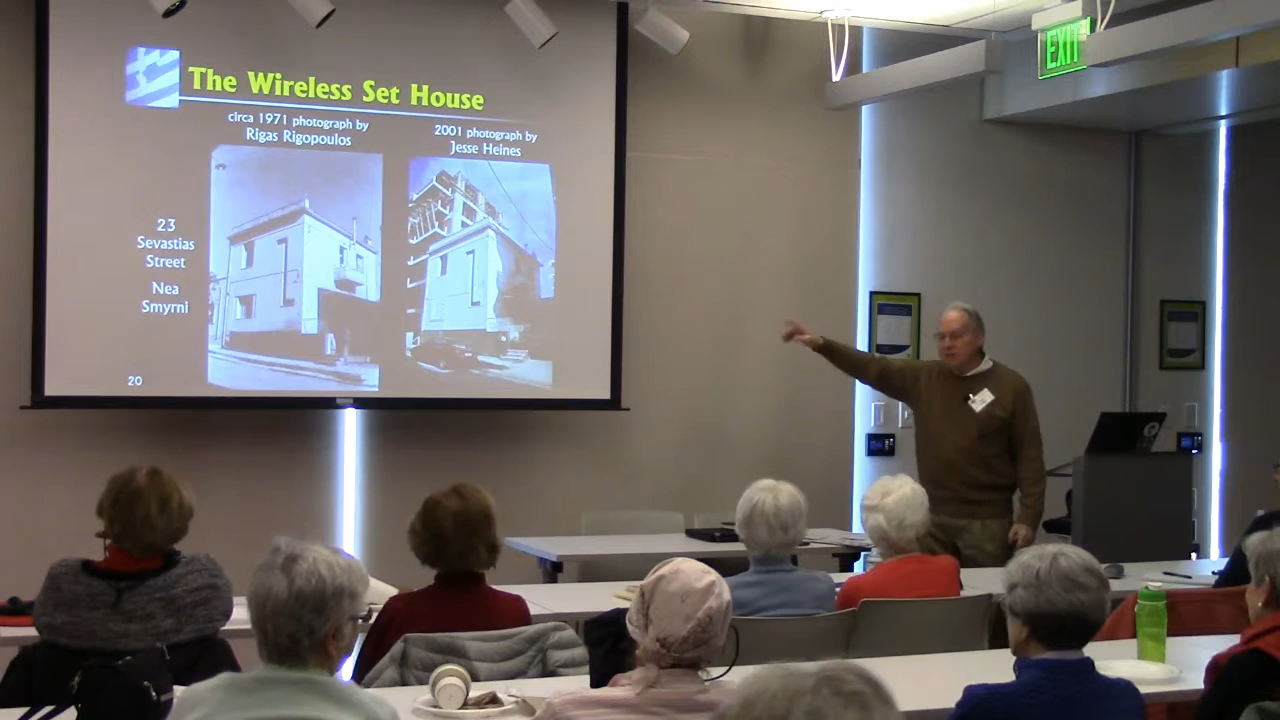 The Wireless Set House
circa 1971 photograph by
Rigas Rigopoulos
2001 photograph by
Jesse Heines
23
Sevastias
Street
Nea
Smyrni
20
EXIT